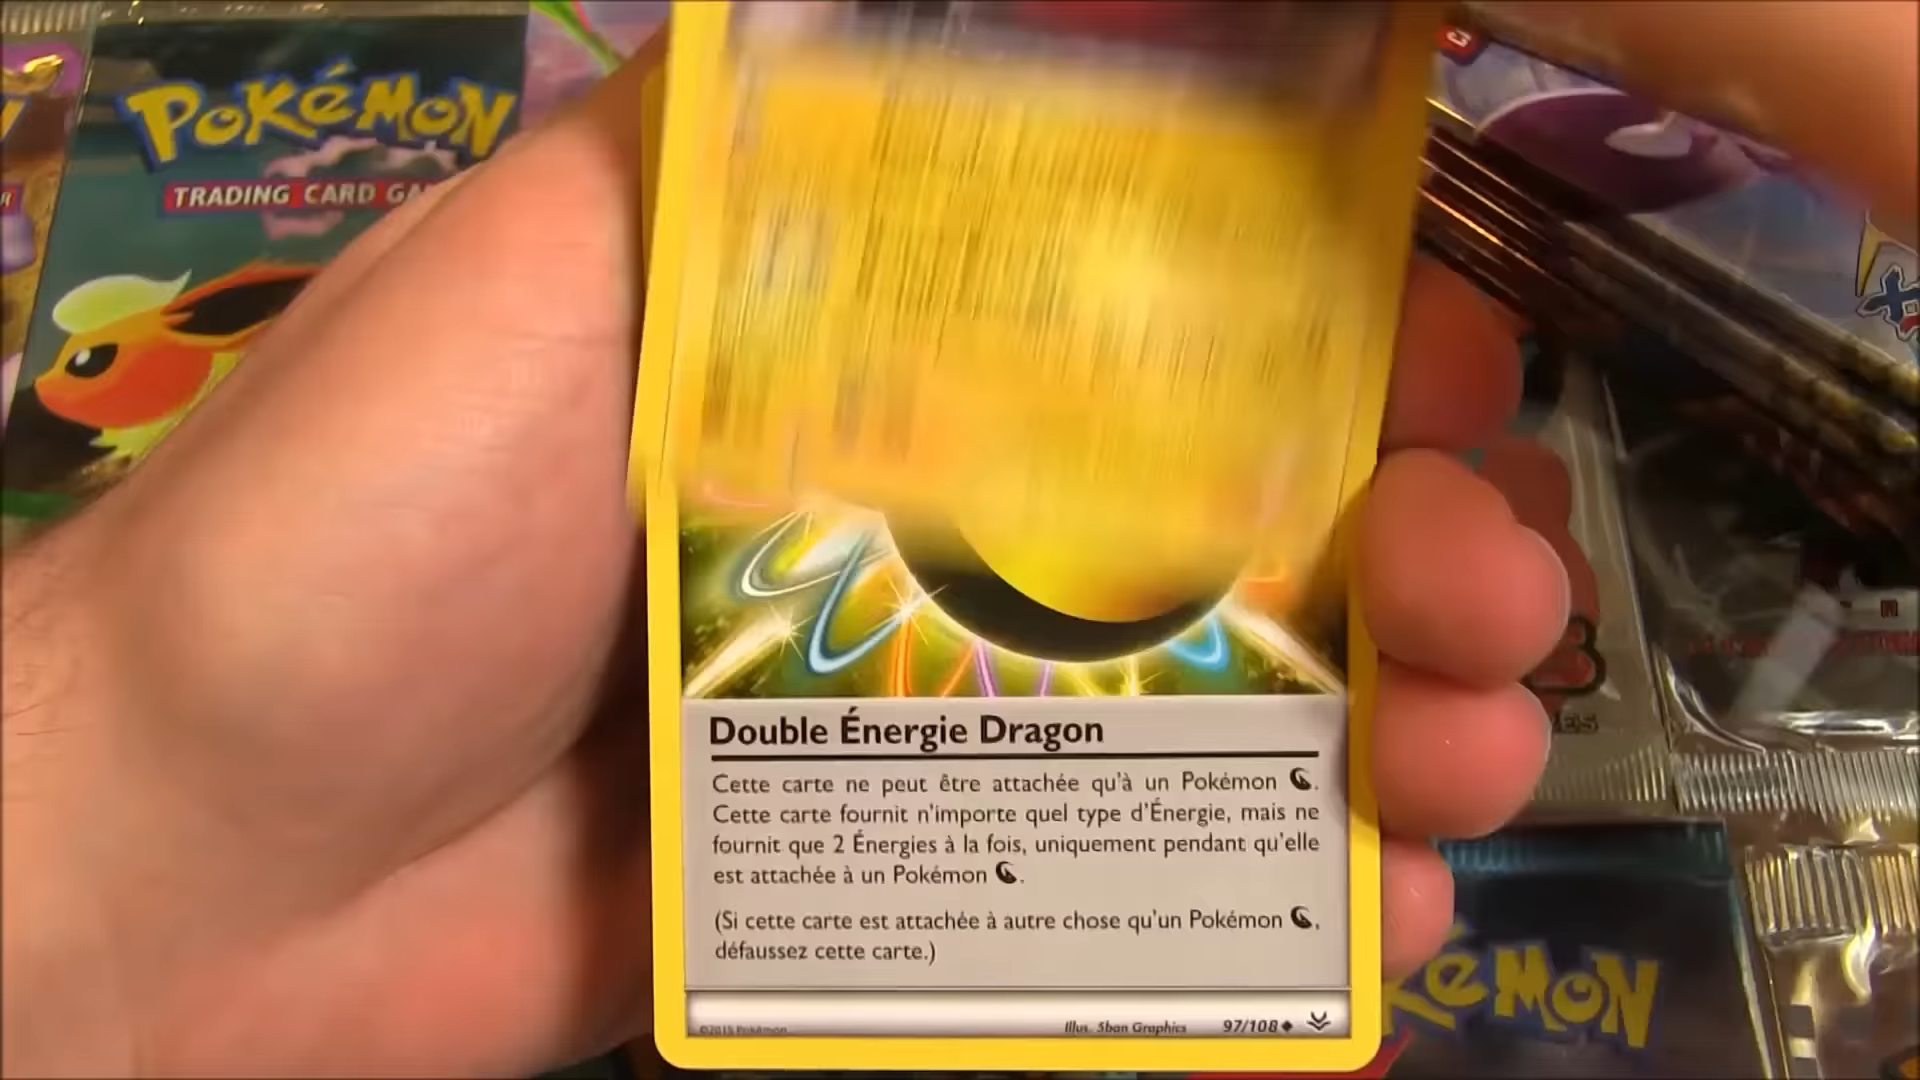 POKÉMON
TRADING CARD GA
Double Énergie Dragon
Cette carte ne peut être attachée qu'à un Pokémon .
Cette carte fournit n'importe quel type d'Énergie, mais ne
fournit que 2 Énergies à la fois, uniquement pendant qu'elle
est attachée à un Pokémon .
(Si cette carte est attachée à autre chose qu'un Pokémon ,
défaussez cette carte.)
©2015 Pokémon
Illus. 5ban Graphics
97/108
KÉMON